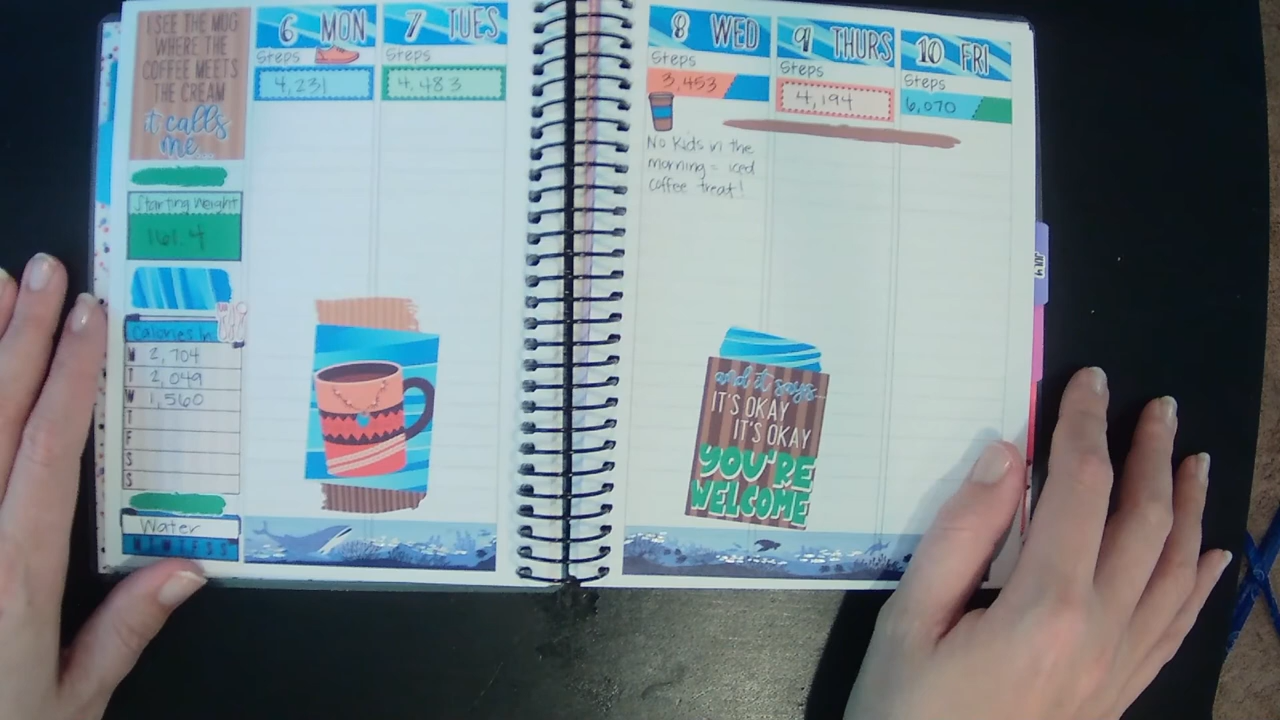 I SEE THE MUG
WHERE THE
COFFEE MEETS
THE CREAM
it calls
me...
Starting Weight
161.4
Calories In
M 2,704
T 2,049
W 1,560
T
F
S
S
Water
M T W T F S S
6 MON
Steps
4,231
7 TUES
Steps
4,483
8 WED
Steps
3,453
No kids in the
morning = iced
coffee treat!
9 THURS
Steps
4,194
10 FRI
Steps
6,070
and it says...
IT'S OKAY
IT'S OKAY
YOU'RE
WELCOME